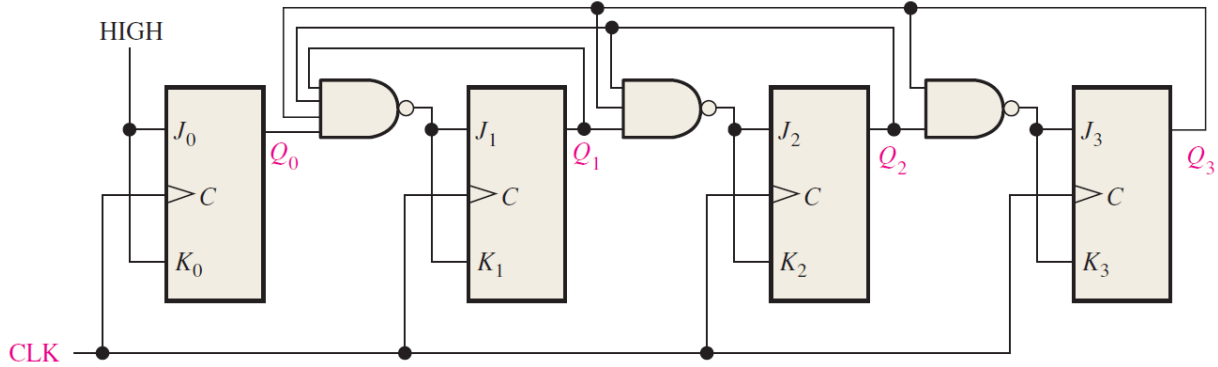 HIGH
J₀ J₁ J₂ J₃
Q₀ Q₁ Q₂ Q₃
C C C C
K₀ K₁ K₂ K₃
CLK